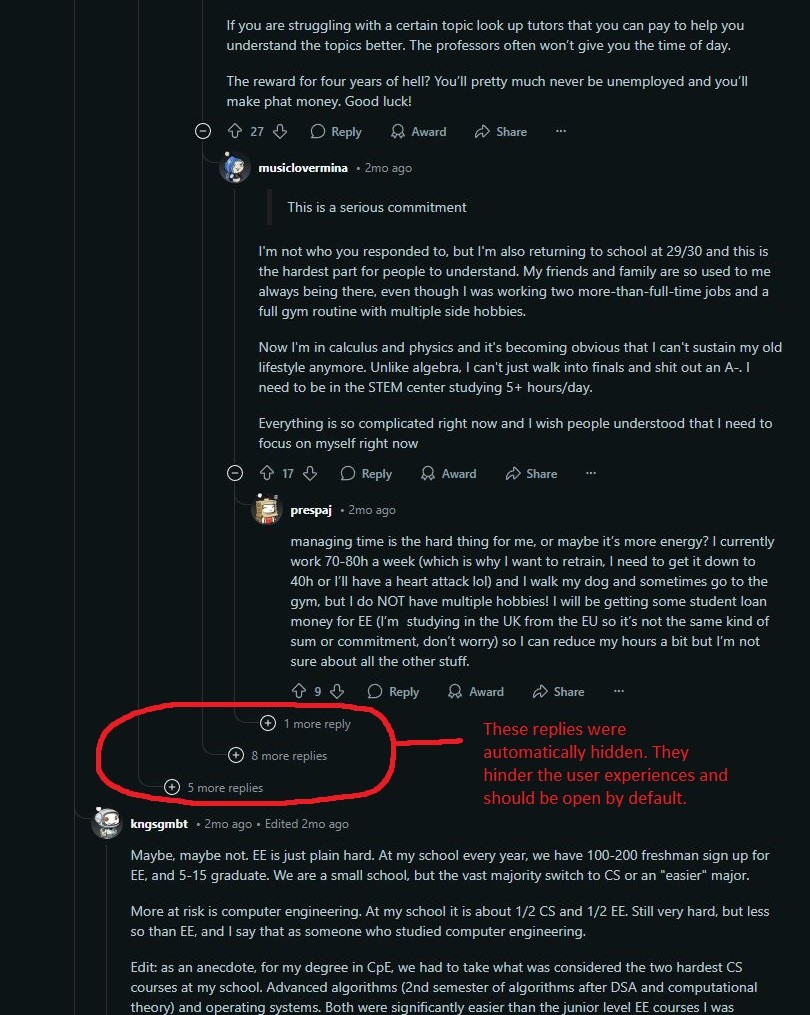 If you are struggling with a certain topic look up tutors that you can pay to help you
understand the topics better. The professors often won’t give you the time of day.
The reward for four years of hell? You’ll pretty much never be unemployed and you’ll
make phat money. Good luck!
27 Reply Award Share ...
musiclovermina • 2mo ago
This is a serious commitment
I'm not who you responded to, but I'm also returning to school at 29/30 and this is
the hardest part for people to understand. My friends and family are so used to me
always being there, even though I was working two more-than-full-time jobs and a
full gym routine with multiple side hobbies.
Now I'm in calculus and physics and it's becoming obvious that I can't sustain my old
lifestyle anymore. Unlike algebra, I can't just walk into finals and shit out an A-. I
need to be in the STEM center studying 5+ hours/day.
Everything is so complicated right now and I wish people understood that I need to
focus on myself right now
17 Reply Award Share ...
prespaj • 2mo ago
managing time is the hard thing for me, or maybe it’s more energy? I currently
work 70-80h a week (which is why I want to retrain, I need to get it down to
40h or I’ll have a heart attack lol) and I walk my dog and sometimes go to the
gym, but I do NOT have multiple hobbies! I will be getting some student loan
money for EE (I’m  studying in the UK from the EU so it’s not the same kind of
sum or commitment, don’t worry) so I can reduce my hours a bit but I’m not
sure about all the other stuff.
9 Reply Award Share ...
1 more reply
8 more replies
5 more replies
These replies were
automatically hidden. They
hinder the user experiences and
should be open by default.
kngsgmbt • 2mo ago • Edited 2mo ago
Maybe, maybe not. EE is just plain hard. At my school every year, we have 100-200 freshman sign up for
EE, and 5-15 graduate. We are a small school, but the vast majority switch to CS or an "easier" major.
More at risk is computer engineering. At my school it is about 1/2 CS and 1/2 EE. Still very hard, but less
so than EE, and I say that as someone who studied computer engineering.
Edit: as an anecdote, for my degree in CpE, we had to take what was considered the two hardest CS
courses at my school. Advanced algorithms (2nd semester of algorithms after DSA and computational
theory) and operating systems. Both were significantly easier than the junior level EE courses I was